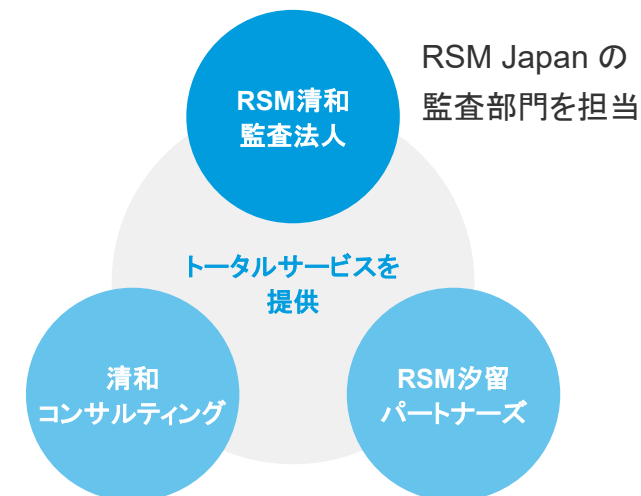 RSM Japan の
監査部門を担当
RSM清和
監査法人
トータルサービスを
提供
清和
コンサルティング
RSM汐留
パートナーズ